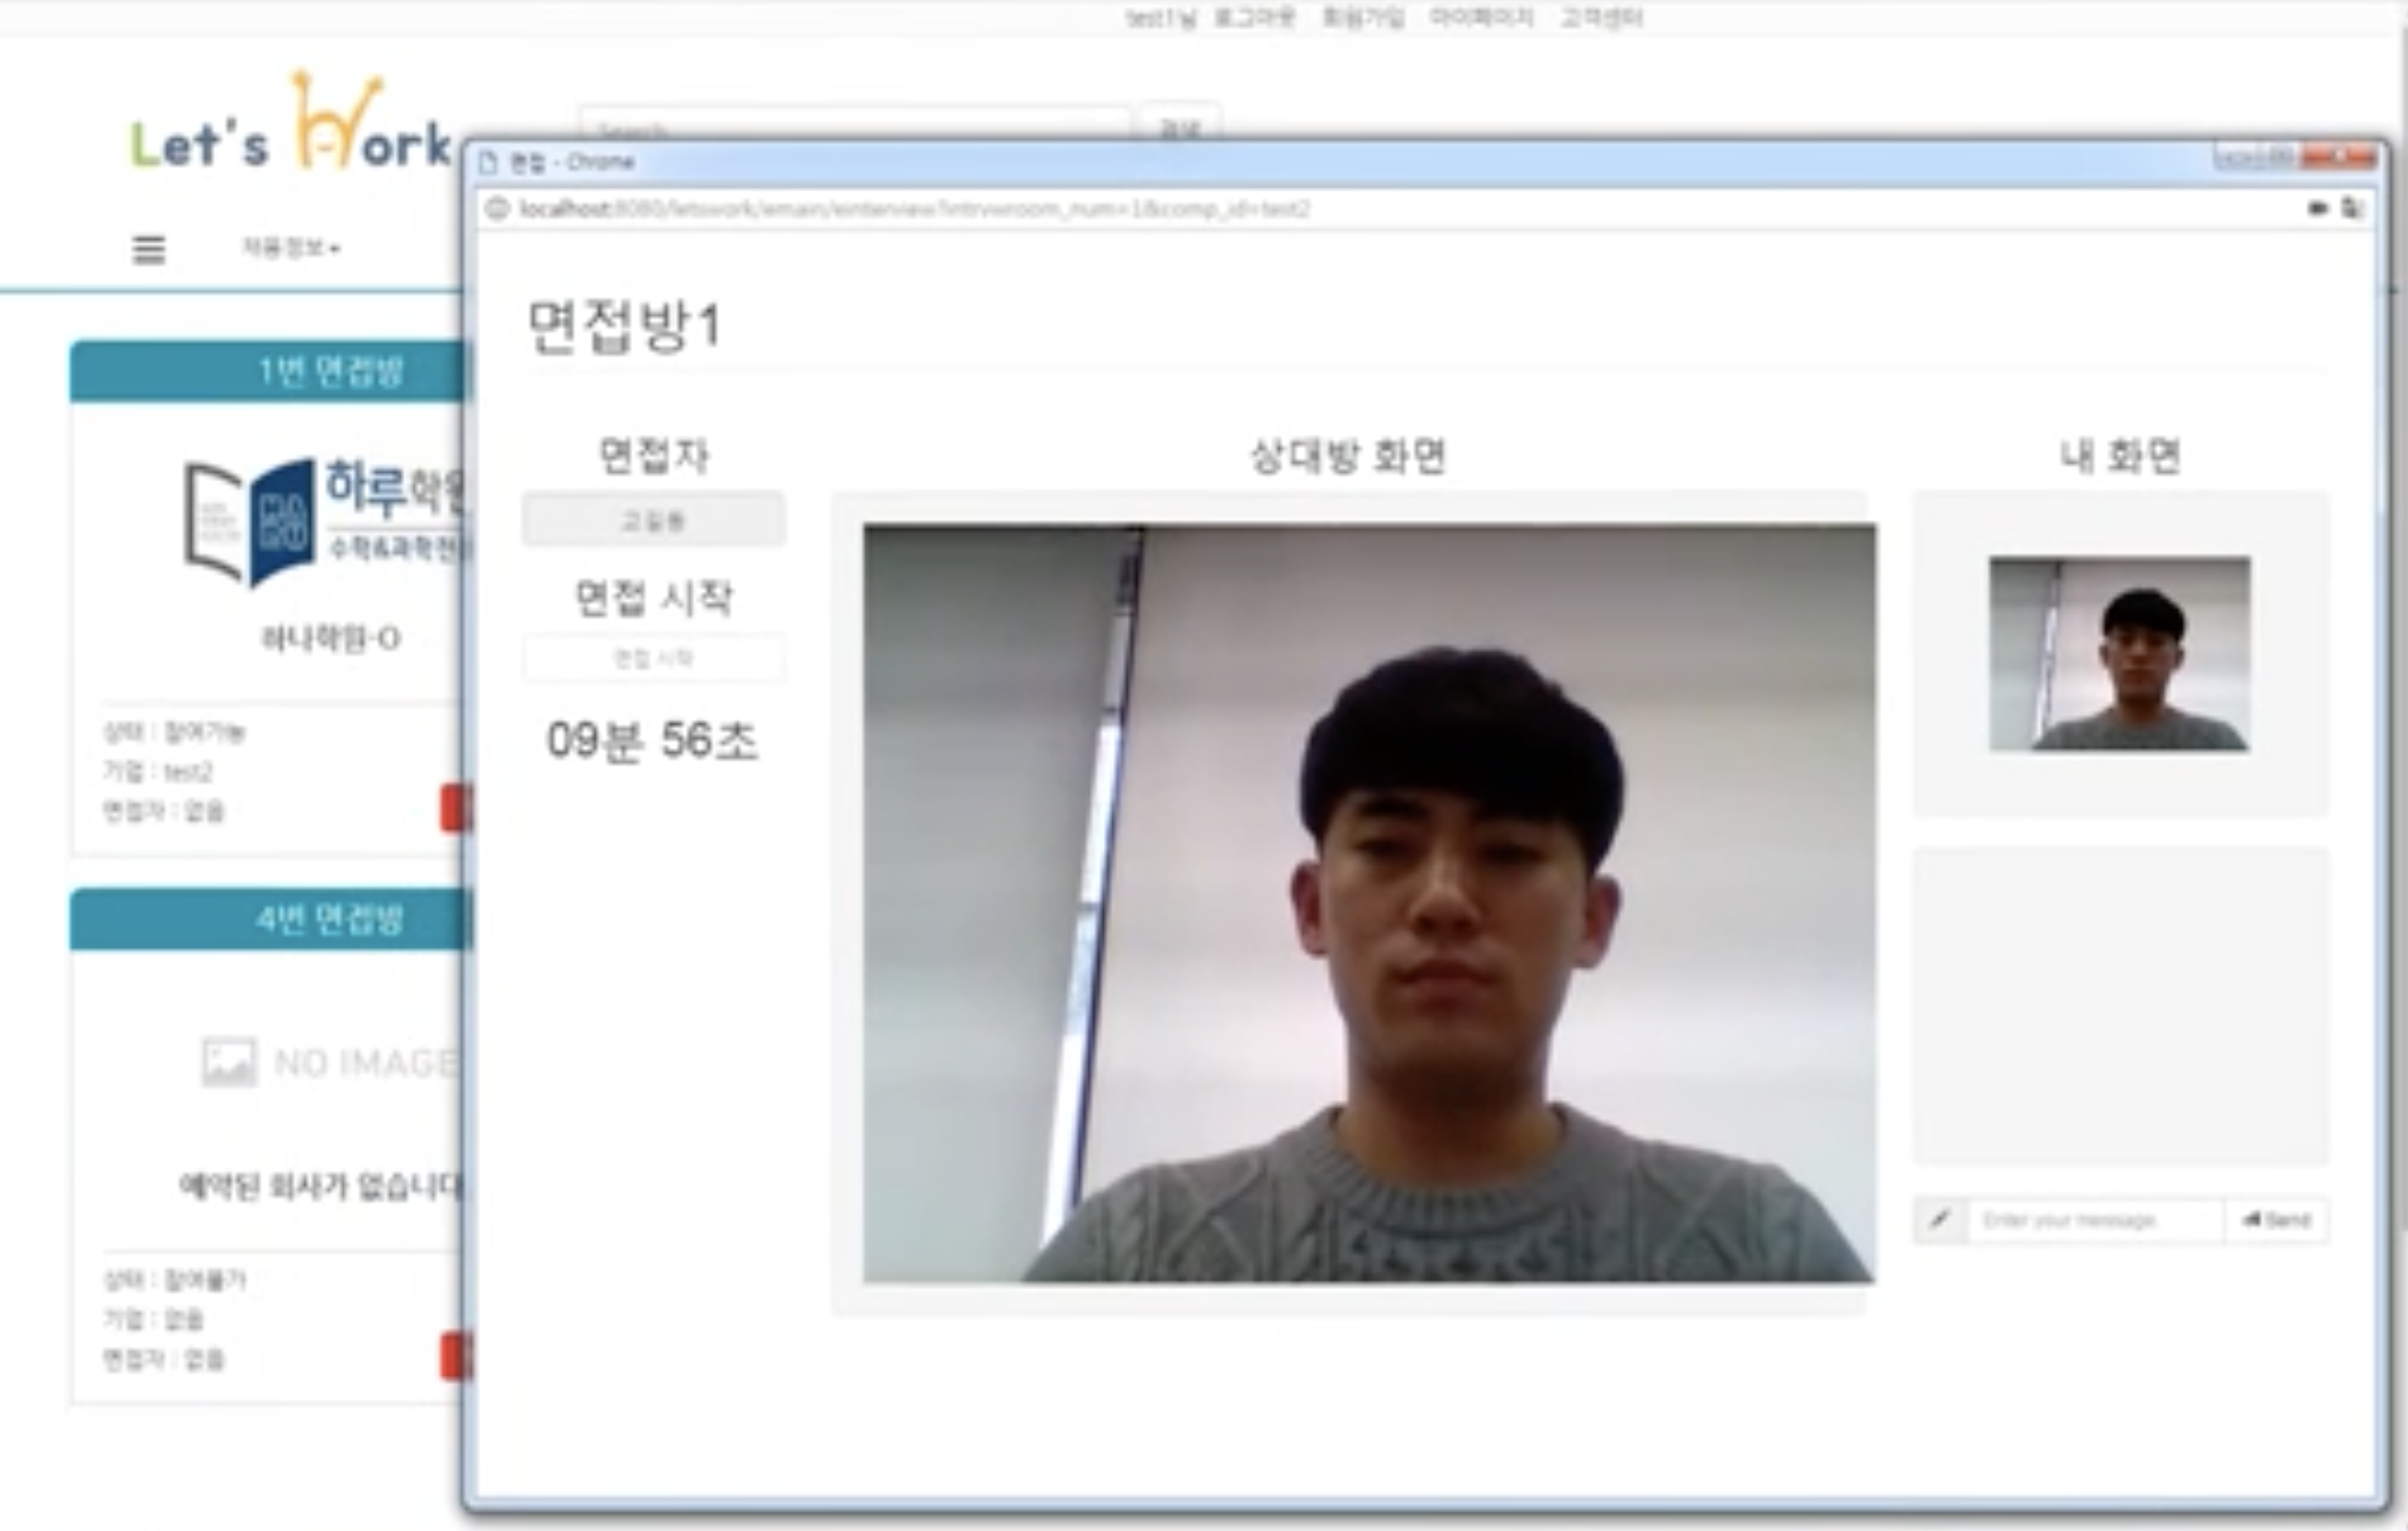 test1님 로그아웃 회원가입 마이페이지 고객센터
Let's Work
Search
검색
채용정보
1번 면접방
하루학원
수학&과학전
하나학원-O
상태 : 참여가능
기업 : test2
면접자 : 없음
4번 면접방
NO IMAGE
예약된 회사가 없습니다
상태 : 참여불가
기업 : 없음
면접자 : 없음
면접 - Chrome
localhost:8080/letswork/emain/einterview?intrvwroom_num=1&comp_id=test2
면접방1
면접자
고길동
면접 시작
면접 시작
09분 56초
상대방 화면
내 화면
Enter your message.
Send